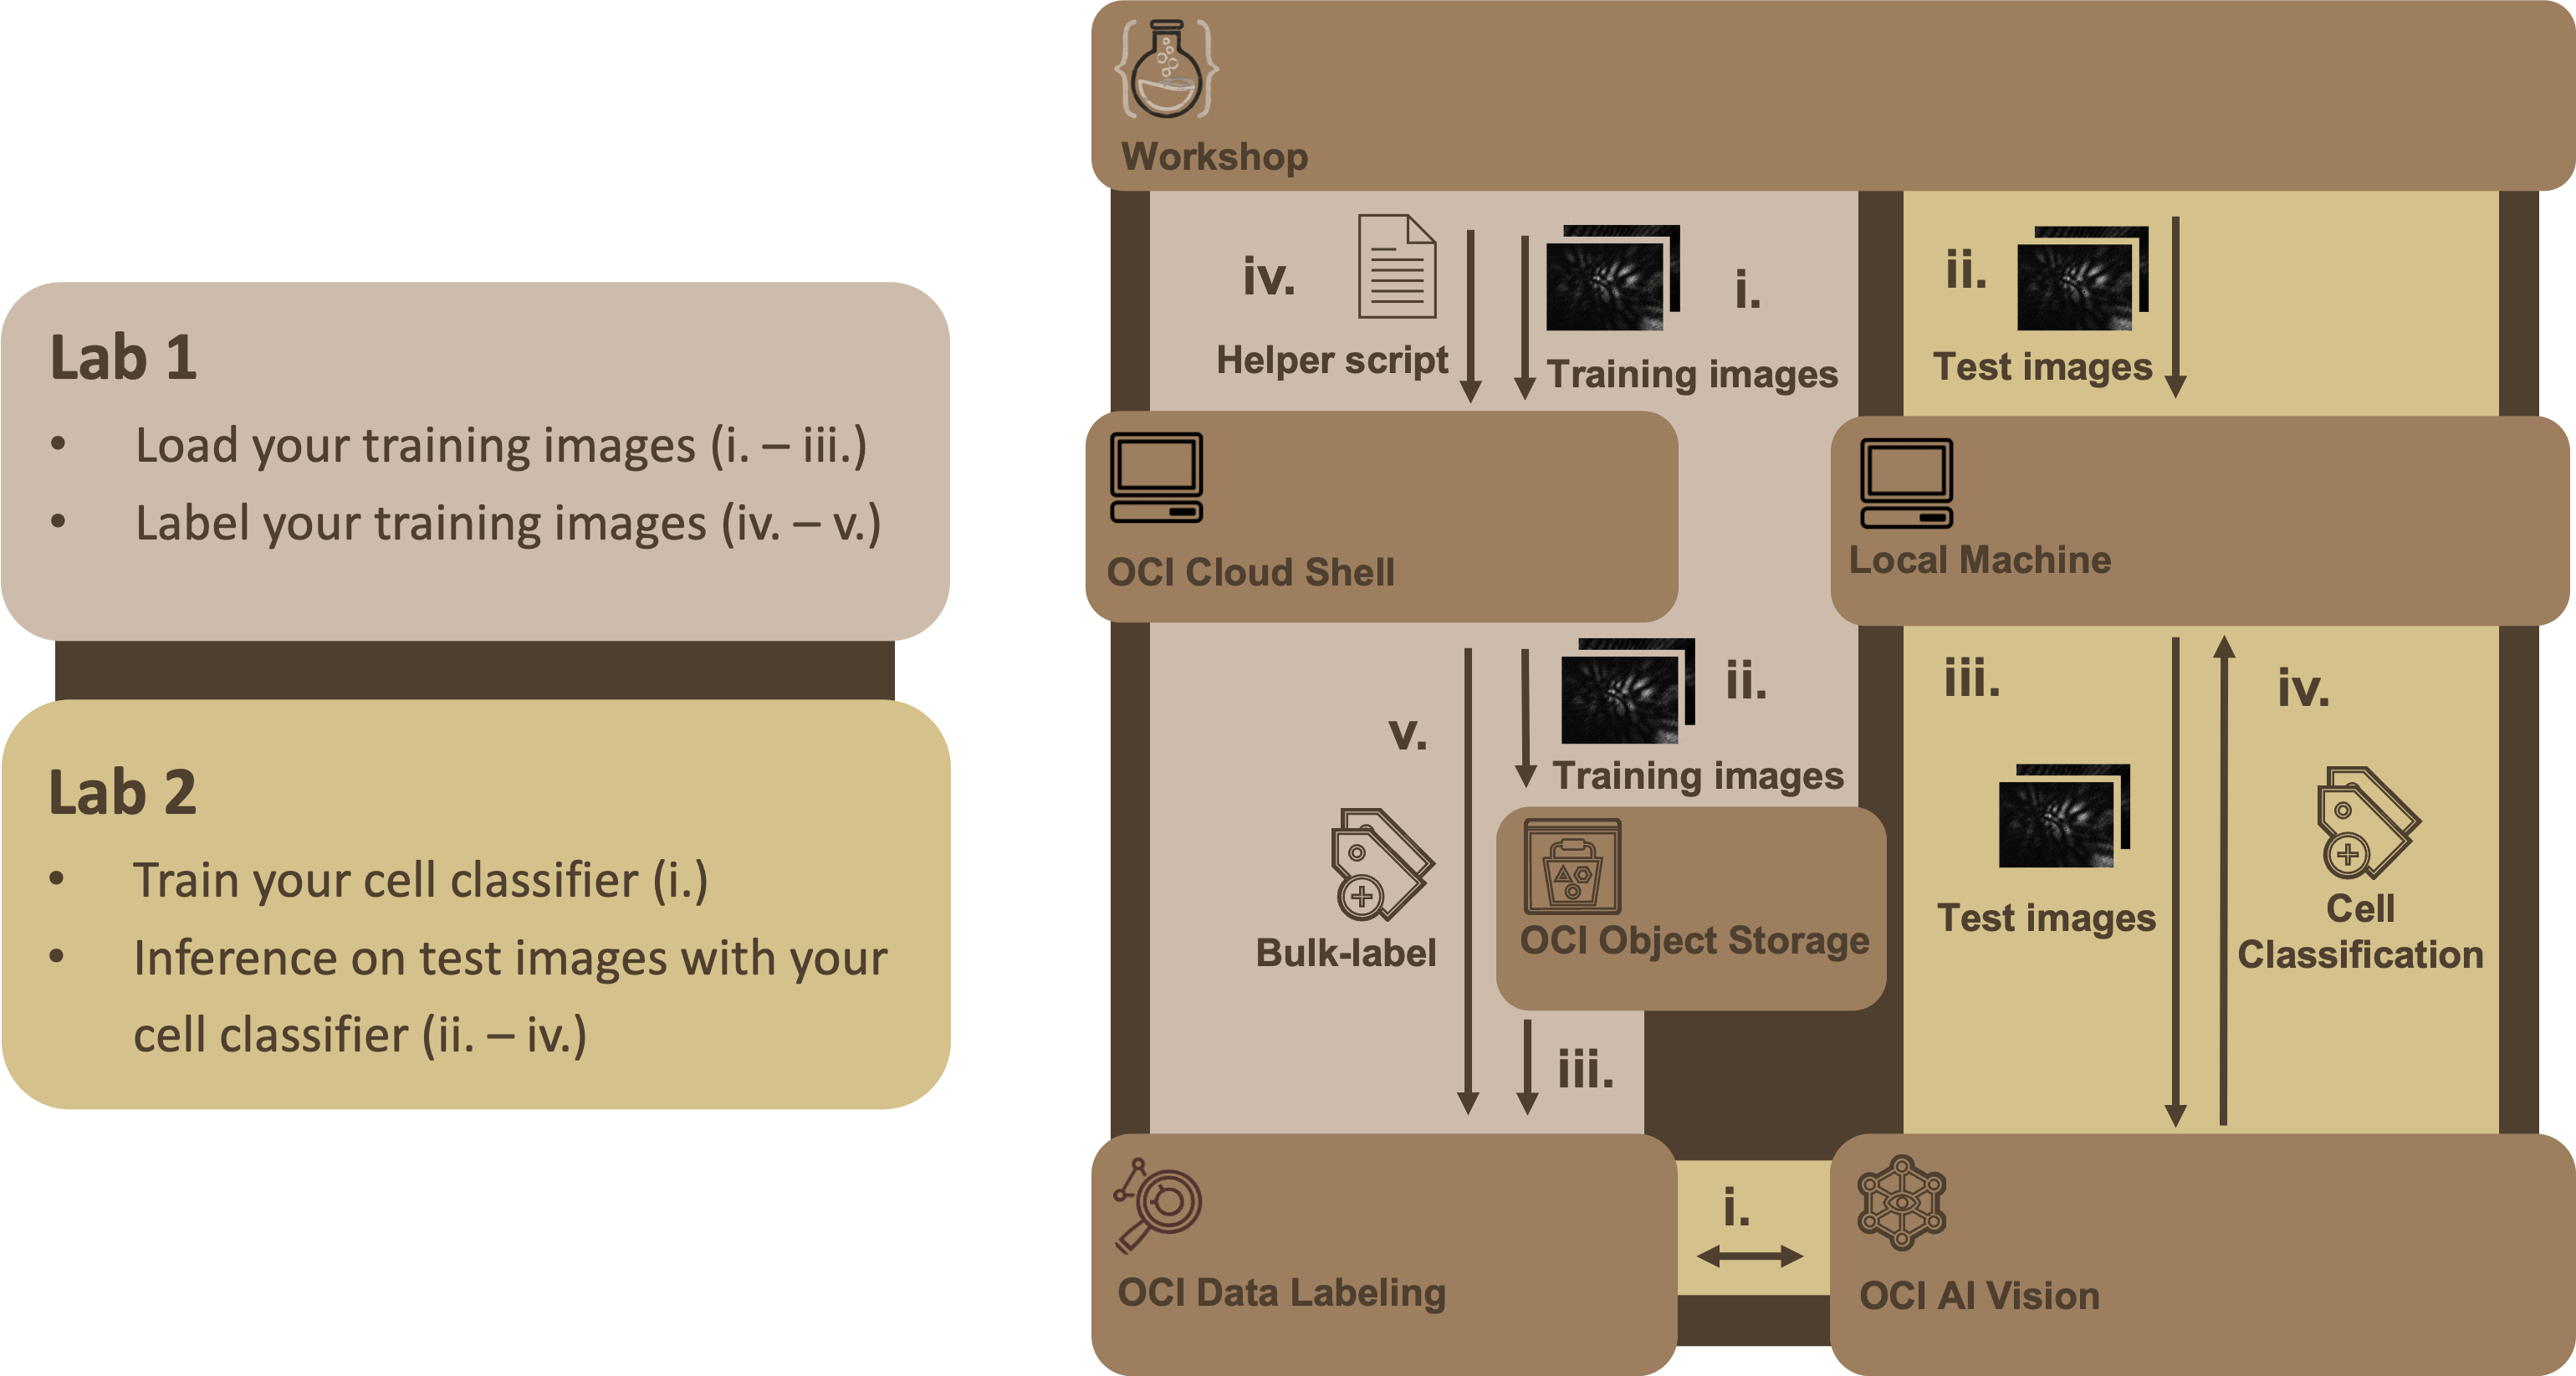 Lab 1
• Load your training images (i. – iii.)
• Label your training images (iv. – v.)
Lab 2
• Train your cell classifier (i.)
• Inference on test images with your
cell classifier (ii. – iv.)
Workshop
iv.
Helper script
i.
Training images
ii.
Test images
OCI Cloud Shell
Local Machine
v.
Bulk-label
ii.
Training images
OCI Object Storage
iii.
iii.
Test images
iv.
Cell
Classification
OCI Data Labeling
i.
OCI AI Vision